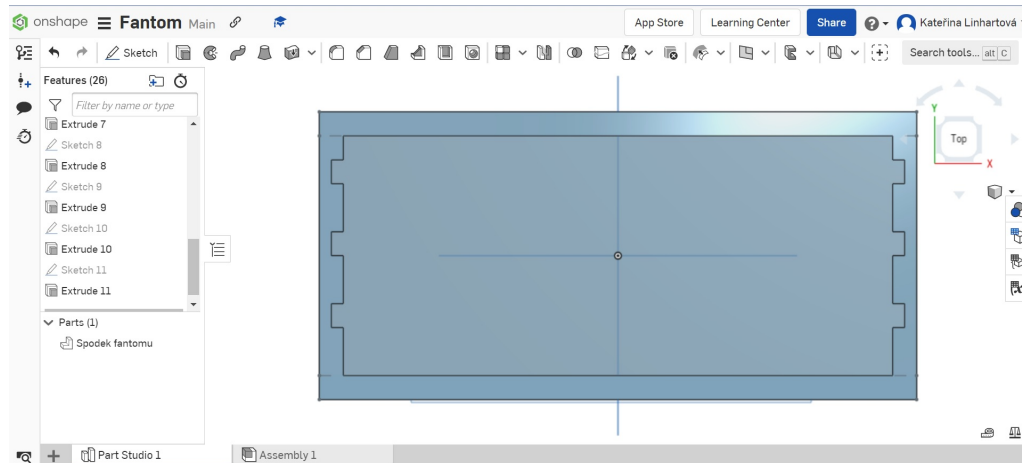 onshape Fantom Main App Store Learning Center Share Kateřina Linhartová
Sketch Search tools... alt C
Features (26)
Filter by name or type
Extrude 7
Sketch 8
Extrude 8
Sketch 9
Extrude 9
Sketch 10
Extrude 10
Sketch 11
Extrude 11
Parts (1)
Spodek fantomu
Y
Top
X
Part Studio 1 Assembly 1